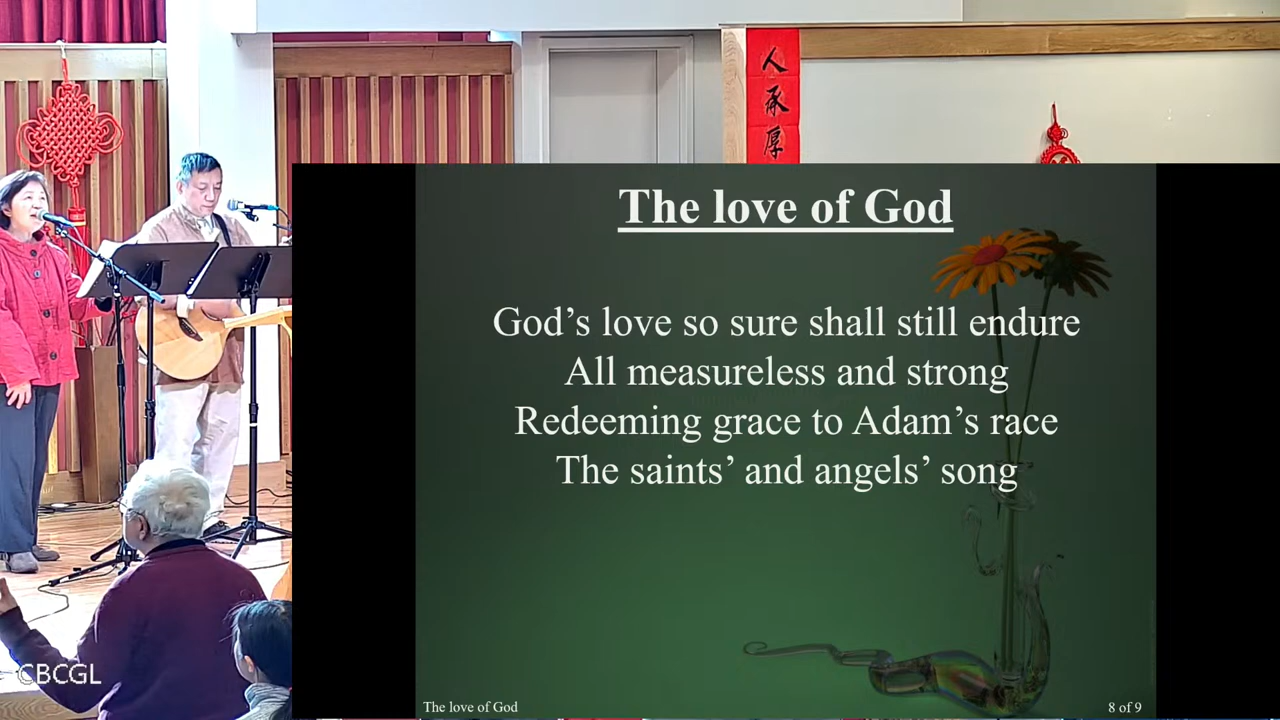 人
承
厚
The love of God
God’s love so sure shall still endure
All measureless and strong
Redeeming grace to Adam’s race
The saints’ and angels’ song
CBCGL
The love of God
8 of 9